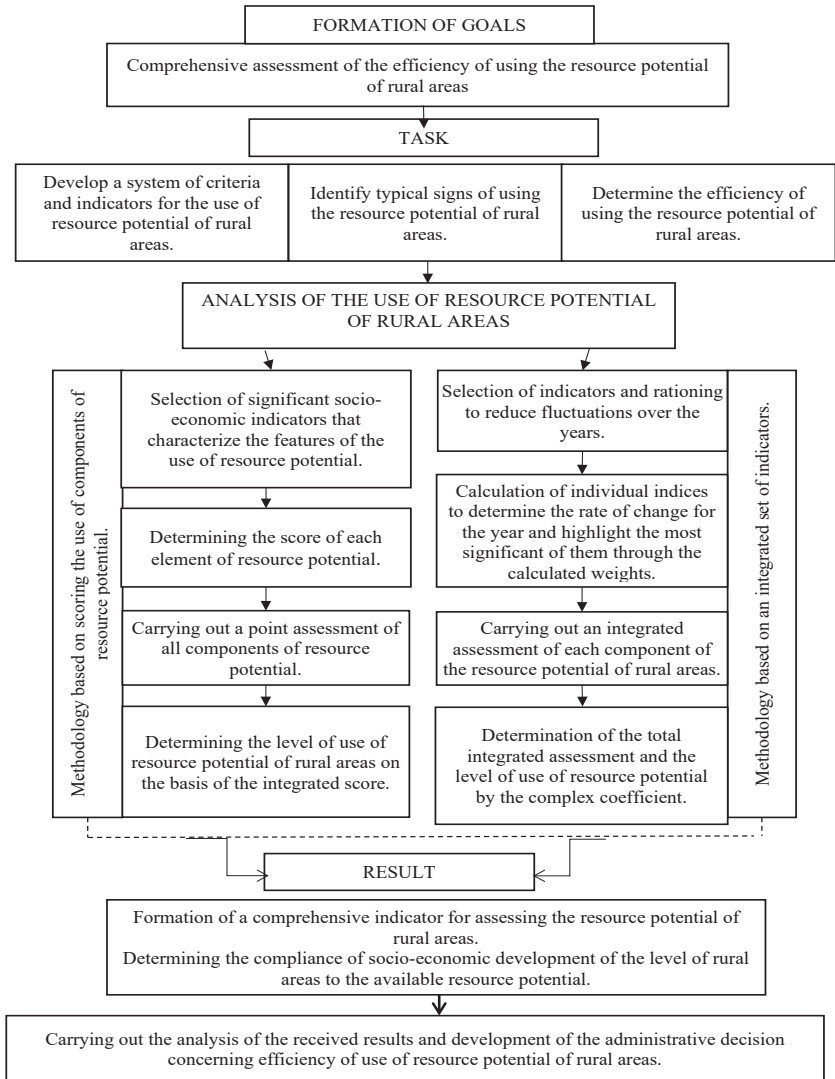 FORMATION OF GOALS
Comprehensive assessment of the efficiency of using the resource potential
of rural areas
TASK
Develop a system of criteria
and indicators for the use of
resource potential of rural
areas.
Identify typical signs of using
the resource potential of rural
areas.
Determine the efficiency of
using the resource potential of
rural areas.
ANALYSIS OF THE USE OF RESOURCE POTENTIAL
OF RURAL AREAS
Methodology based on scoring the use of components of
resource potential.
Selection of significant socio-
economic indicators that
characterize the features of the
use of resource potential.
Determining the score of each
element of resource potential.
Carrying out a point assessment of
all components of resource
potential.
Determining the level of use of
resource potential of rural areas on
the basis of the integrated score.
Selection of indicators and rationing
to reduce fluctuations over the
years.
Calculation of individual indices
to determine the rate of change for
the year and highlight the most
significant of them through the
calculated weights.
Carrying out an integrated
assessment of each component of
the resource potential of rural areas.
Determination of the total
integrated assessment and the
level of use of resource potential
by the complex coefficient.
Methodology based on an integrated set of indicators.
RESULT
Formation of a comprehensive indicator for assessing the resource potential of
rural areas.
Determining the compliance of socio-economic development of the level of rural
areas to the available resource potential.
Carrying out the analysis of the received results and development of the administrative decision
concerning efficiency of use of resource potential of rural areas.